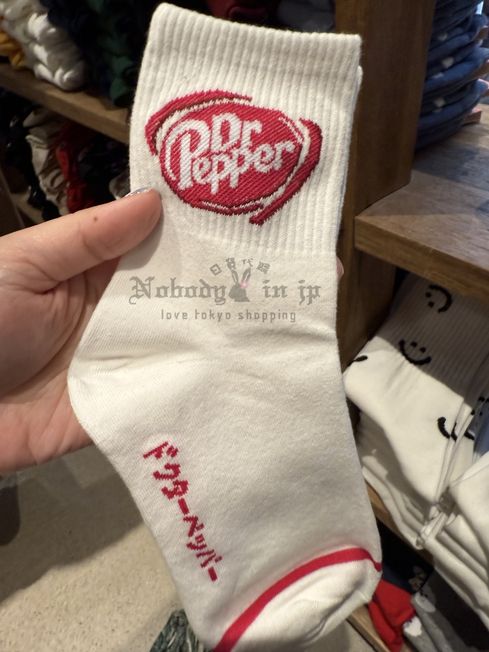 Dr
Pepper
日本代購
Nobody in jp
love tokyo shopping
ドクターペッパー